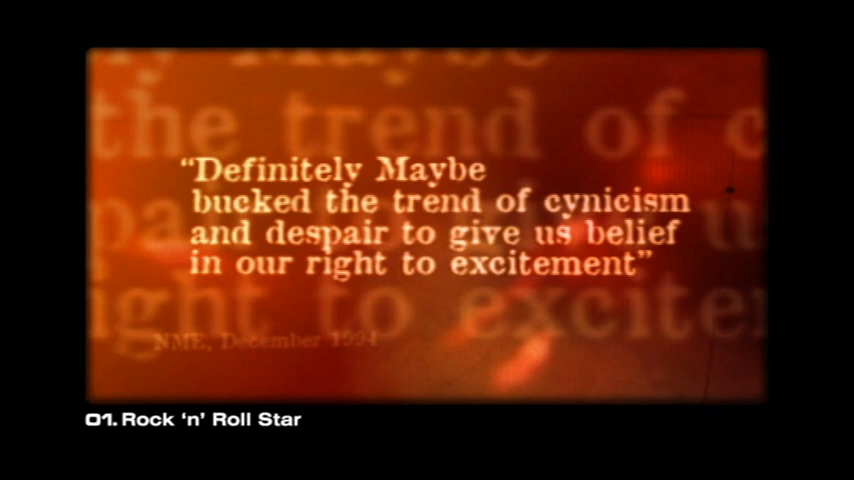 “Definitely Maybe
bucked the trend of cynicism
and despair to give us belief
in our right to excitement”
NME, December 1994
01. Rock ‘n’ Roll Star